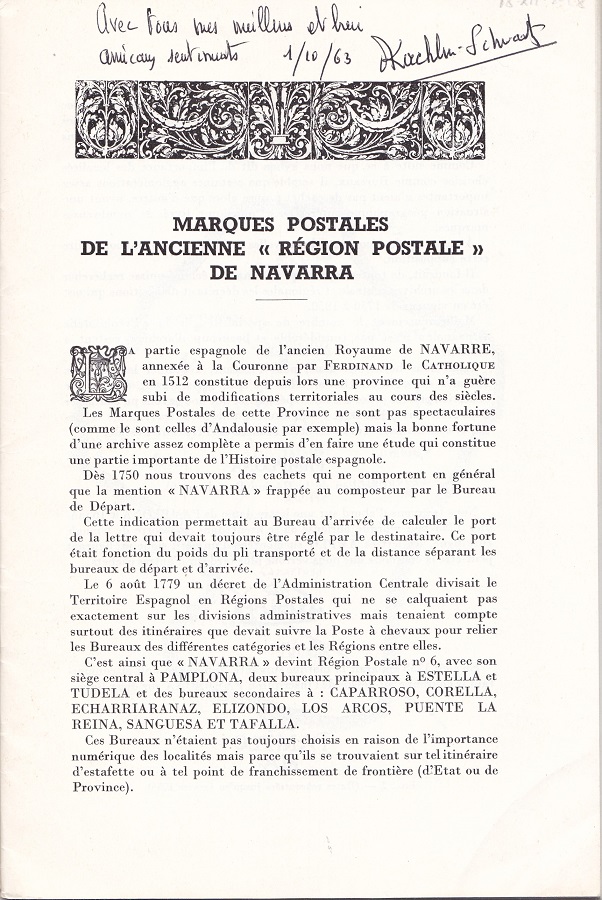 Avec tous mes meilleurs et bien
amicaux sentiments 1/10/63
MARQUES POSTALES
DE L'ANCIENNE « RÉGION POSTALE »
DE NAVARRA
LA partie espagnole de l'ancien Royaume de NAVARRE,
annexée à la Couronne par FERDINAND le CATHOLIQUE
en 1512 constitue depuis lors une province qui n'a guère
subi de modifications territoriales au cours des siècles.
Les Marques Postales de cette Province ne sont pas spectaculaires
(comme le sont celles d'Andalousie par exemple) mais la bonne fortune
d'une archive assez complète a permis d'en faire une étude qui constitue
une partie importante de l'Histoire postale espagnole.
Dès 1750 nous trouvons des cachets qui ne comportent en général
que la mention « NAVARRA » frappée au composteur par le Bureau
de Départ.
Cette indication permettait au Bureau d'arrivée de calculer le port
de la lettre qui devait toujours être réglé par le destinataire. Ce port
était fonction du poids du pli transporté et de la distance séparant les
bureaux de départ et d'arrivée.
Le 6 août 1779 un décret de l'Administration Centrale divisait le
Territoire Espagnol en Régions Postales qui ne se calquaient pas
exactement sur les divisions administratives mais tenaient compte
surtout des itinéraires que devait suivre la Poste à chevaux pour relier
les Bureaux des différentes catégories et les Régions entre elles.
C'est ainsi que « NAVARRA » devint Région Postale nº 6, avec son
siège central à PAMPLONA, deux bureaux principaux à ESTELLA et
TUDELA et des bureaux secondaires à : CAPARROSO, CORELLA,
ECHARRIARANAZ, ELIZONDO, LOS ARCOS, PUENTE LA
REINA, SANGUESA ET TAFALLA.
Ces Bureaux n'étaient pas toujours choisis en raison de l'importance
numérique des localités mais parce qu'ils se trouvaient sur tel itinéraire
d'estafette ou à tel point de franchissement de frontière (d'Etat ou de
Province).